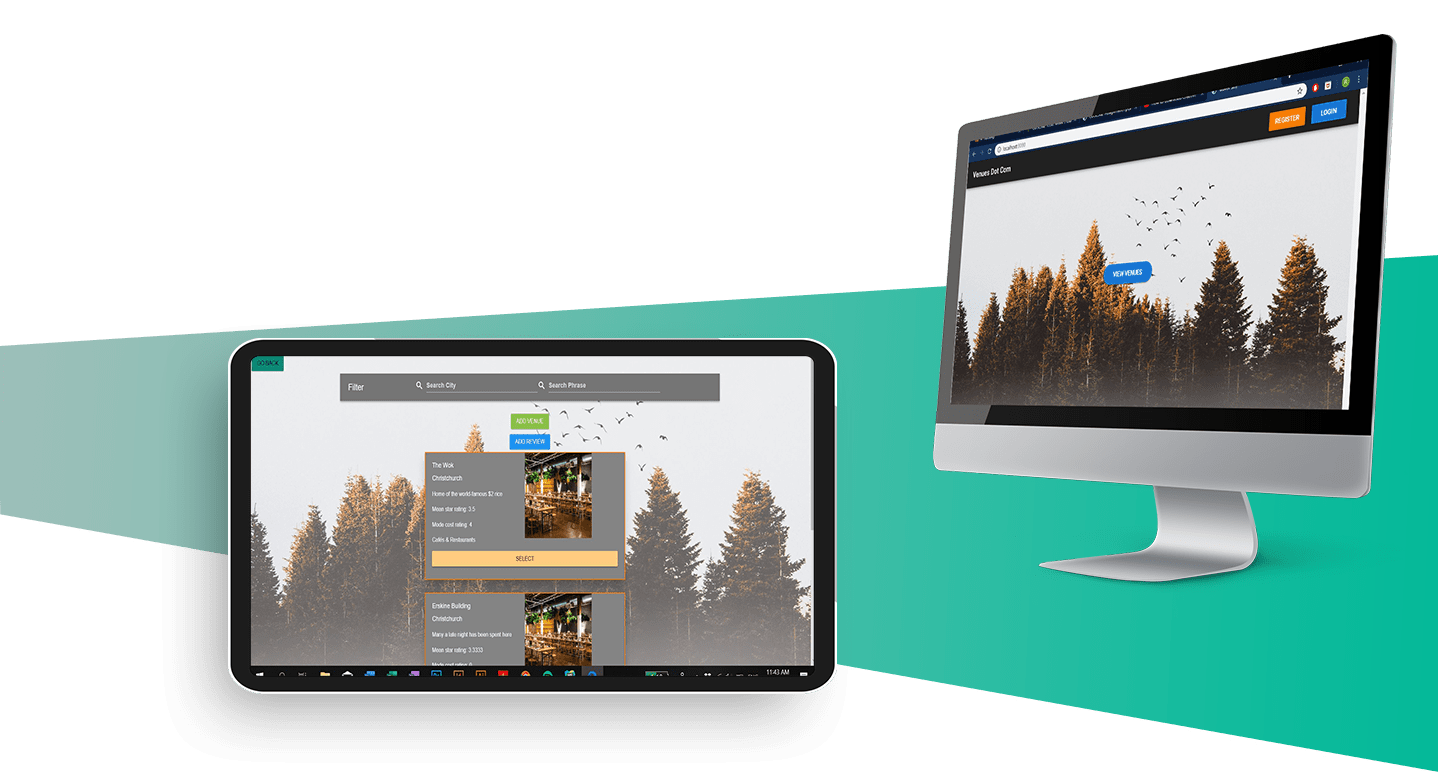 REGISTER
LOGIN
localhost:8080
Venues Dot Com
VIEW VENUES
GO BACK
Filter
Search City
Search Phrase
ADD VENUE
ADD REVIEW
The Wok
Christchurch
Home of the world-famous $2 rice
Mean star rating: 3.5
Mode cost rating: 4
Cafés & Restaurants
SELECT
Erskine Building
Christchurch
Many a late night has been spent here
Mean star rating: 3.3333
Mode cost rating: 0
11:43 AM